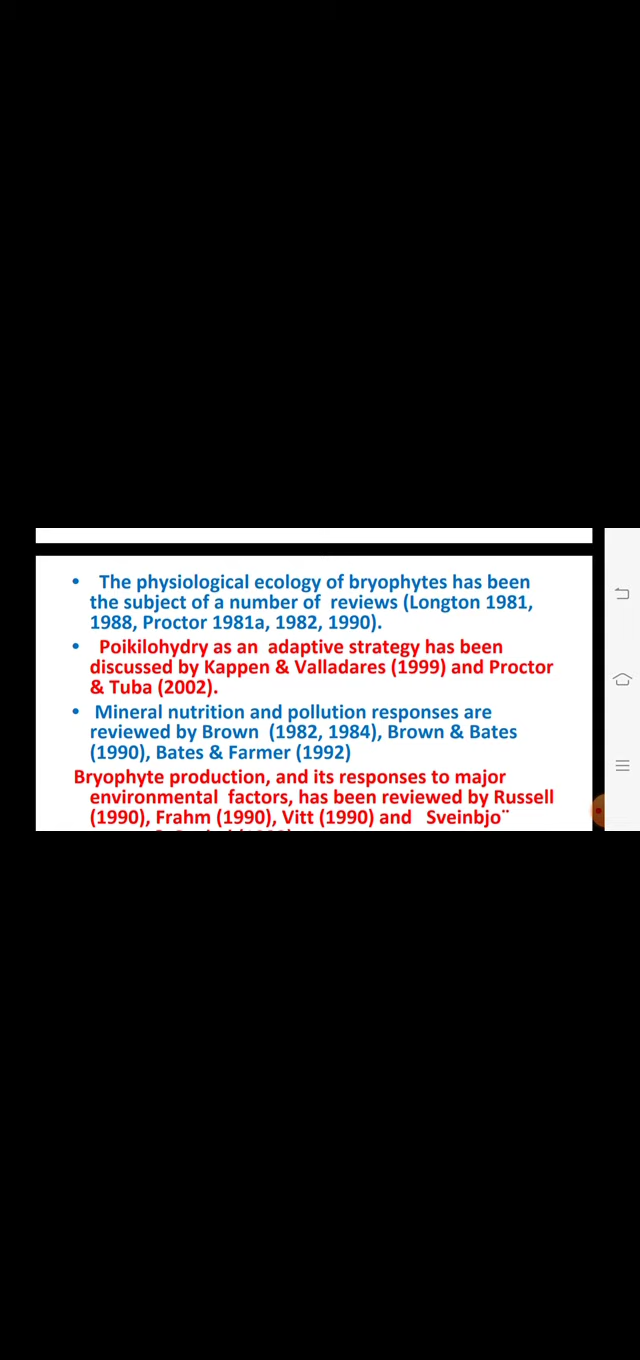 • The physiological ecology of bryophytes has been
the subject of a number of reviews (Longton 1981,
1988, Proctor 1981a, 1982, 1990).
• Poikilohydry as an adaptive strategy has been
discussed by Kappen & Valladares (1999) and Proctor
& Tuba (2002).
• Mineral nutrition and pollution responses are
reviewed by Brown (1982, 1984), Brown & Bates
(1990), Bates & Farmer (1992)
Bryophyte production, and its responses to major
environmental factors, has been reviewed by Russell
(1990), Frahm (1990), Vitt (1990) and Sveinbjo¨